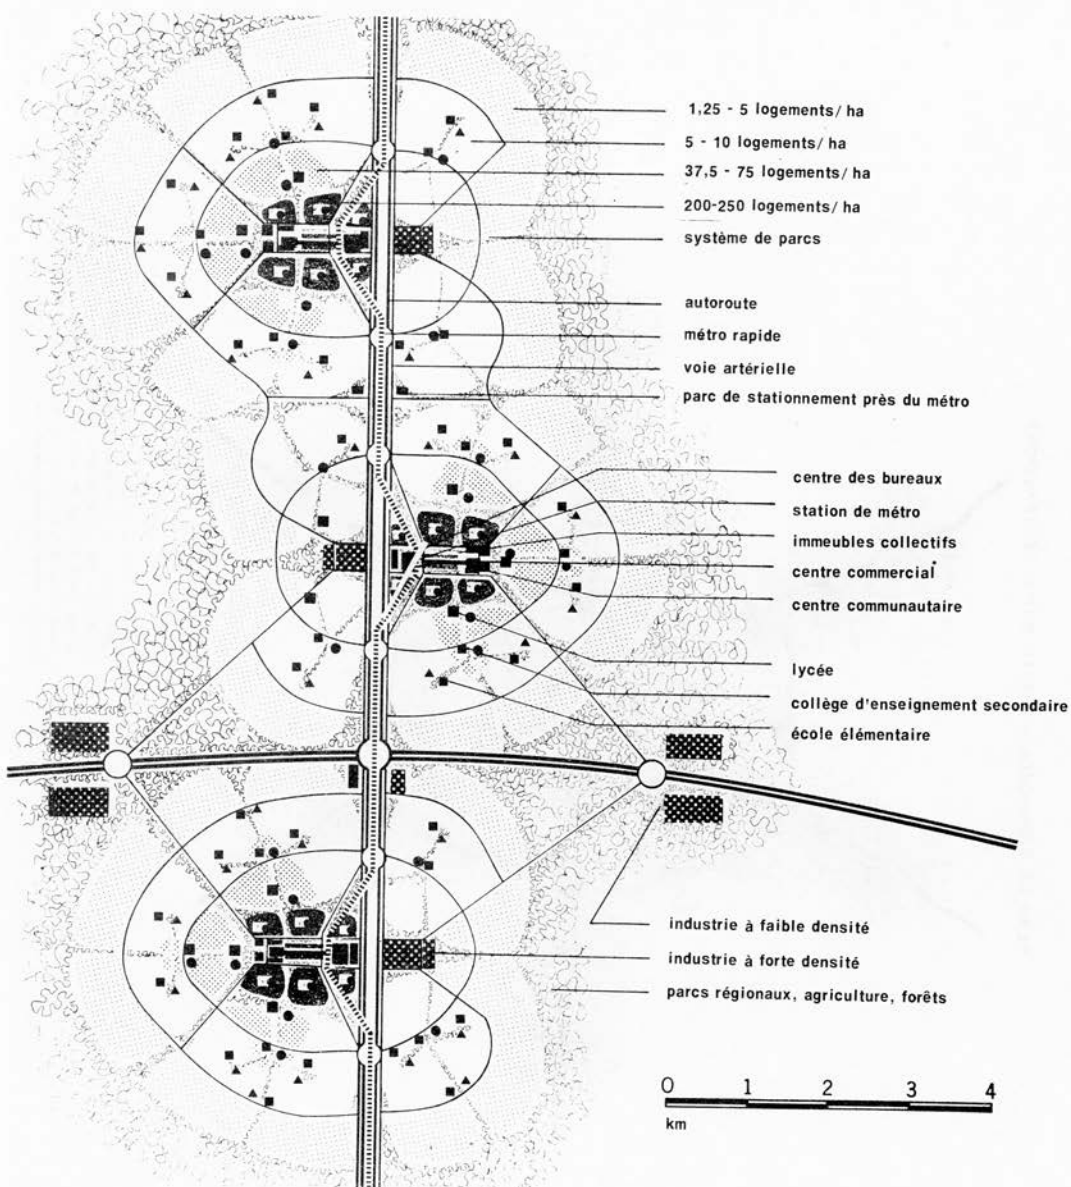 1,25 - 5 logements/ ha
5 - 10 logements/ ha
37,5 - 75 logements/ ha
200-250 logements/ ha
système de parcs
autoroute
métro rapide
voie artérielle
parc de stationnement près du métro
centre des bureaux
station de métro
immeubles collectifs
centre commercial
centre communautaire
lycée
collège d'enseignement secondaire
école élémentaire
industrie à faible densité
industrie à forte densité
parcs régionaux, agriculture, forêts
0 1 2 3 4
km